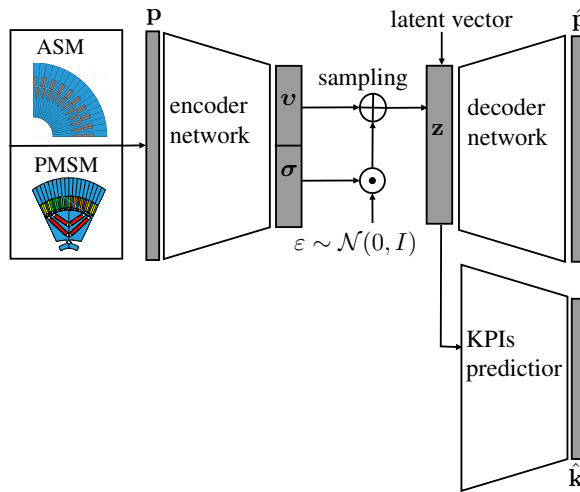 ASM
PMSM
p
encoder
network
υ
σ
sampling
ε ∼ N(0, I)
latent vector
z
decoder
network
p̂
KPIs
predictior
k̂